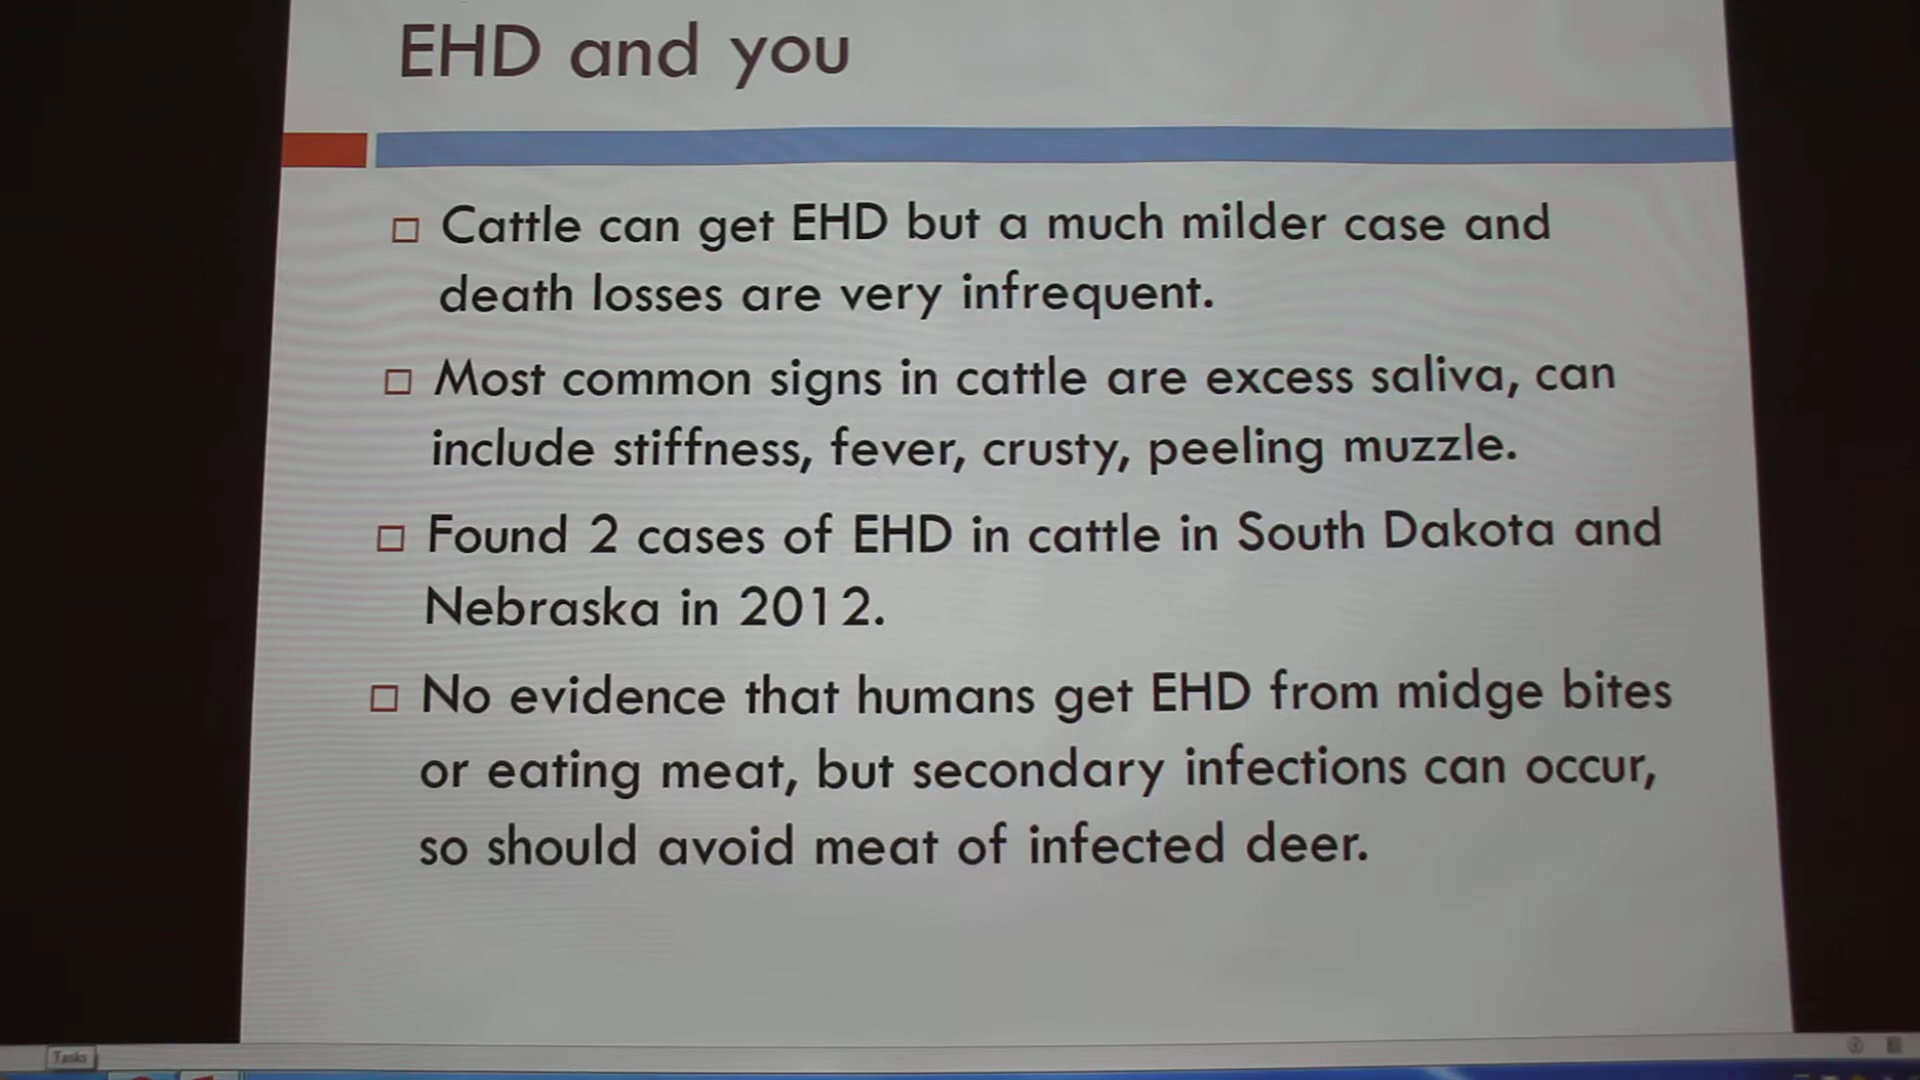 EHD and you
Cattle can get EHD but a much milder case and
death losses are very infrequent.
Most common signs in cattle are excess saliva, can
include stiffness, fever, crusty, peeling muzzle.
Found 2 cases of EHD in cattle in South Dakota and
Nebraska in 2012.
No evidence that humans get EHD from midge bites
or eating meat, but secondary infections can occur,
so should avoid meat of infected deer.
Tasks